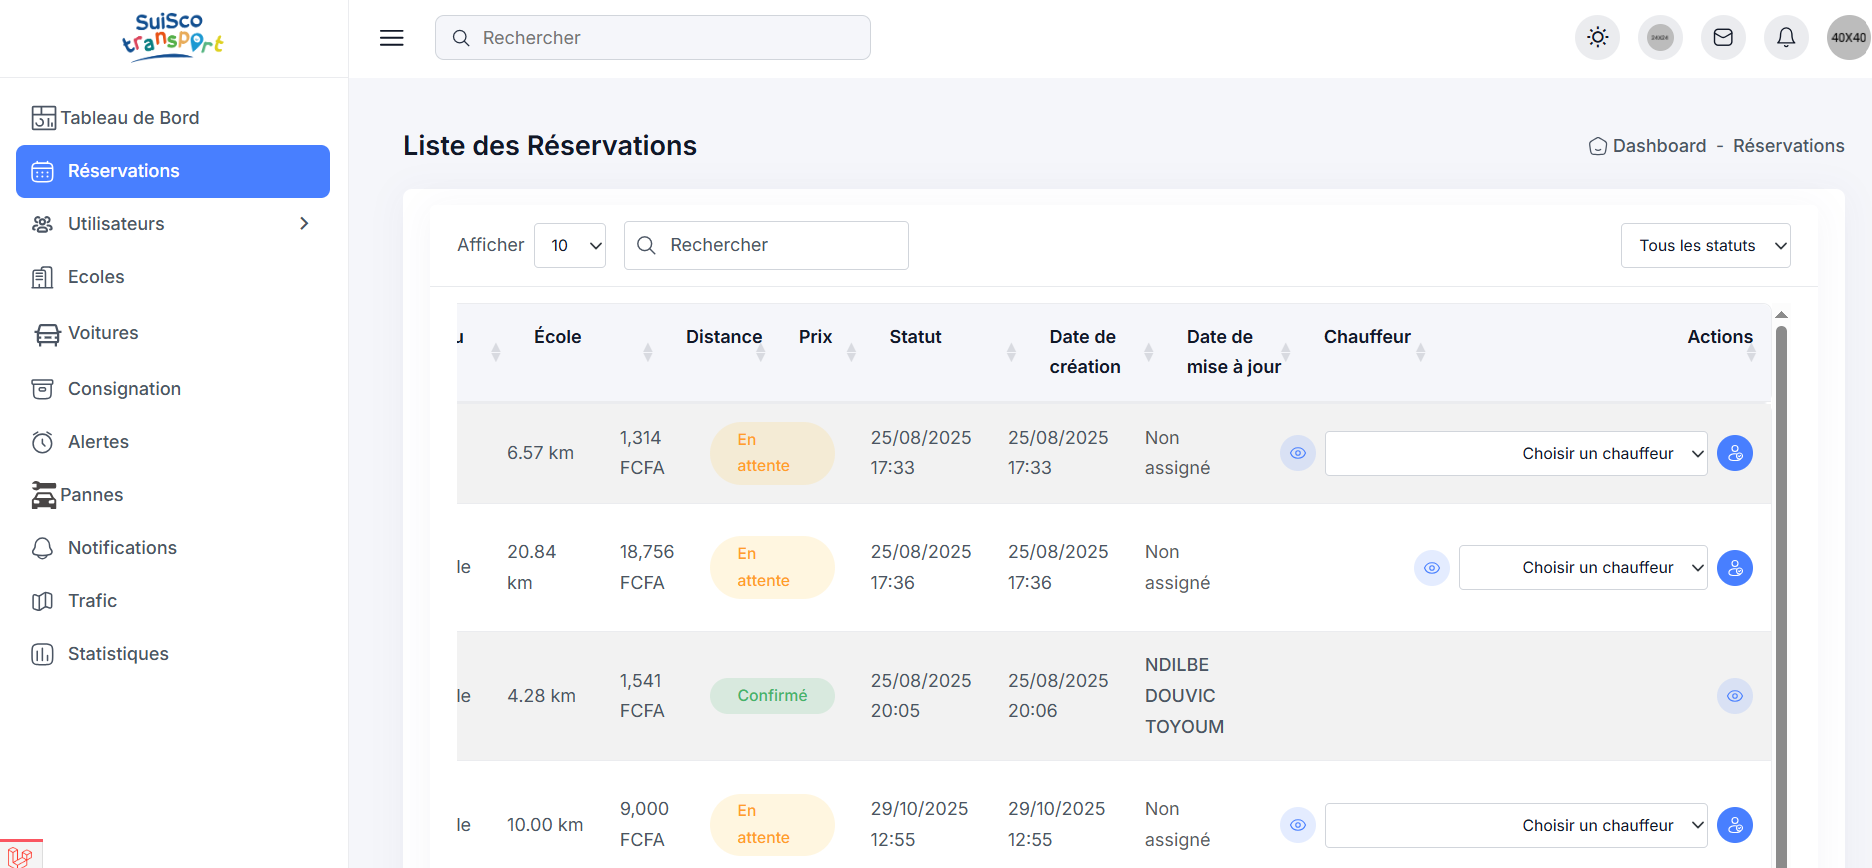 SuiSco
transport
Rechercher
24X24
40X40
Tableau de Bord
Réservations
Utilisateurs
Ecoles
Voitures
Consignation
Alertes
Pannes
Notifications
Trafic
Statistiques
Liste des Réservations
Dashboard - Réservations
Afficher 10 Rechercher Tous les statuts
u École Distance Prix Statut Date de création Date de mise à jour Chauffeur Actions
6.57 km 1,314 FCFA En attente 25/08/2025 17:33 25/08/2025 17:33 Non assigné Choisir un chauffeur
le 20.84 km 18,756 FCFA En attente 25/08/2025 17:36 25/08/2025 17:36 Non assigné Choisir un chauffeur
le 4.28 km 1,541 FCFA Confirmé 25/08/2025 20:05 25/08/2025 20:06 NDILBE DOUVIC TOYOUM
le 10.00 km 9,000 FCFA En attente 29/10/2025 12:55 29/10/2025 12:55 Non assigné Choisir un chauffeur